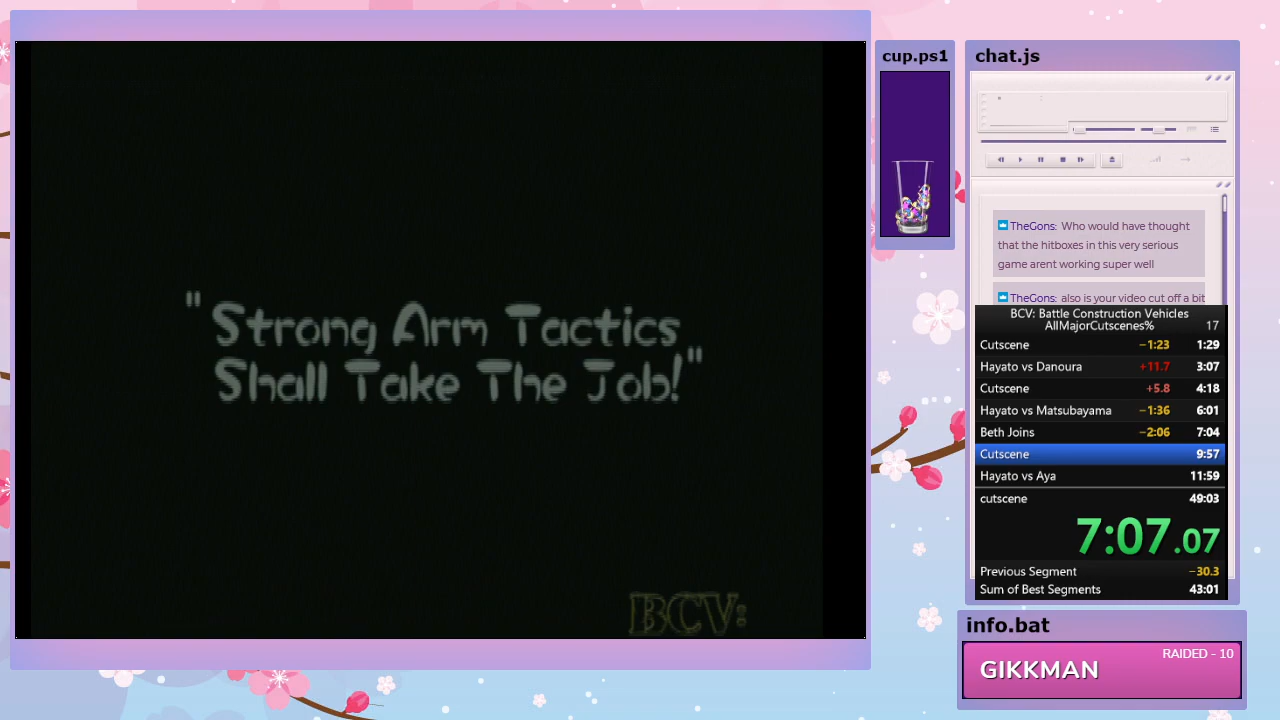 cup.ps1
chat.js
TheGons: Who would have thought
that the hitboxes in this very serious
game arent working super well
TheGons: also is your video cut off a bit
" Strong Arm Tactics
Shall Take The Job!"
BCV:
BCV: Battle Construction Vehicles
AllMajorCutscenes% 17
Cutscene −1:23 1:29
Hayato vs Danoura +11.7 3:07
Cutscene +5.8 4:18
Hayato vs Matsubayama −1:36 6:01
Beth Joins −2:06 7:04
Cutscene 9:57
Hayato vs Aya 11:59
cutscene 49:03
7:07.07
Previous Segment −30.3
Sum of Best Segments 43:01
info.bat
RAIDED - 10
GIKKMAN